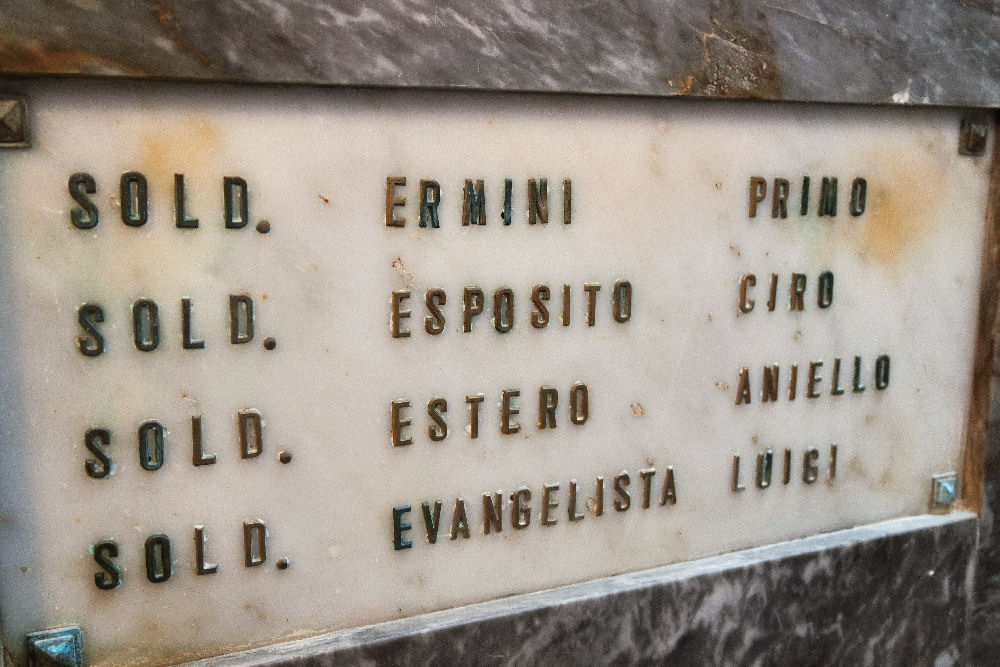 SOLD. ERMINI PRIMO
SOLD. ESPOSITO CIRO
SOLD. ESTERO ANIELLO
SOLD. EVANGELISTA LUIGI